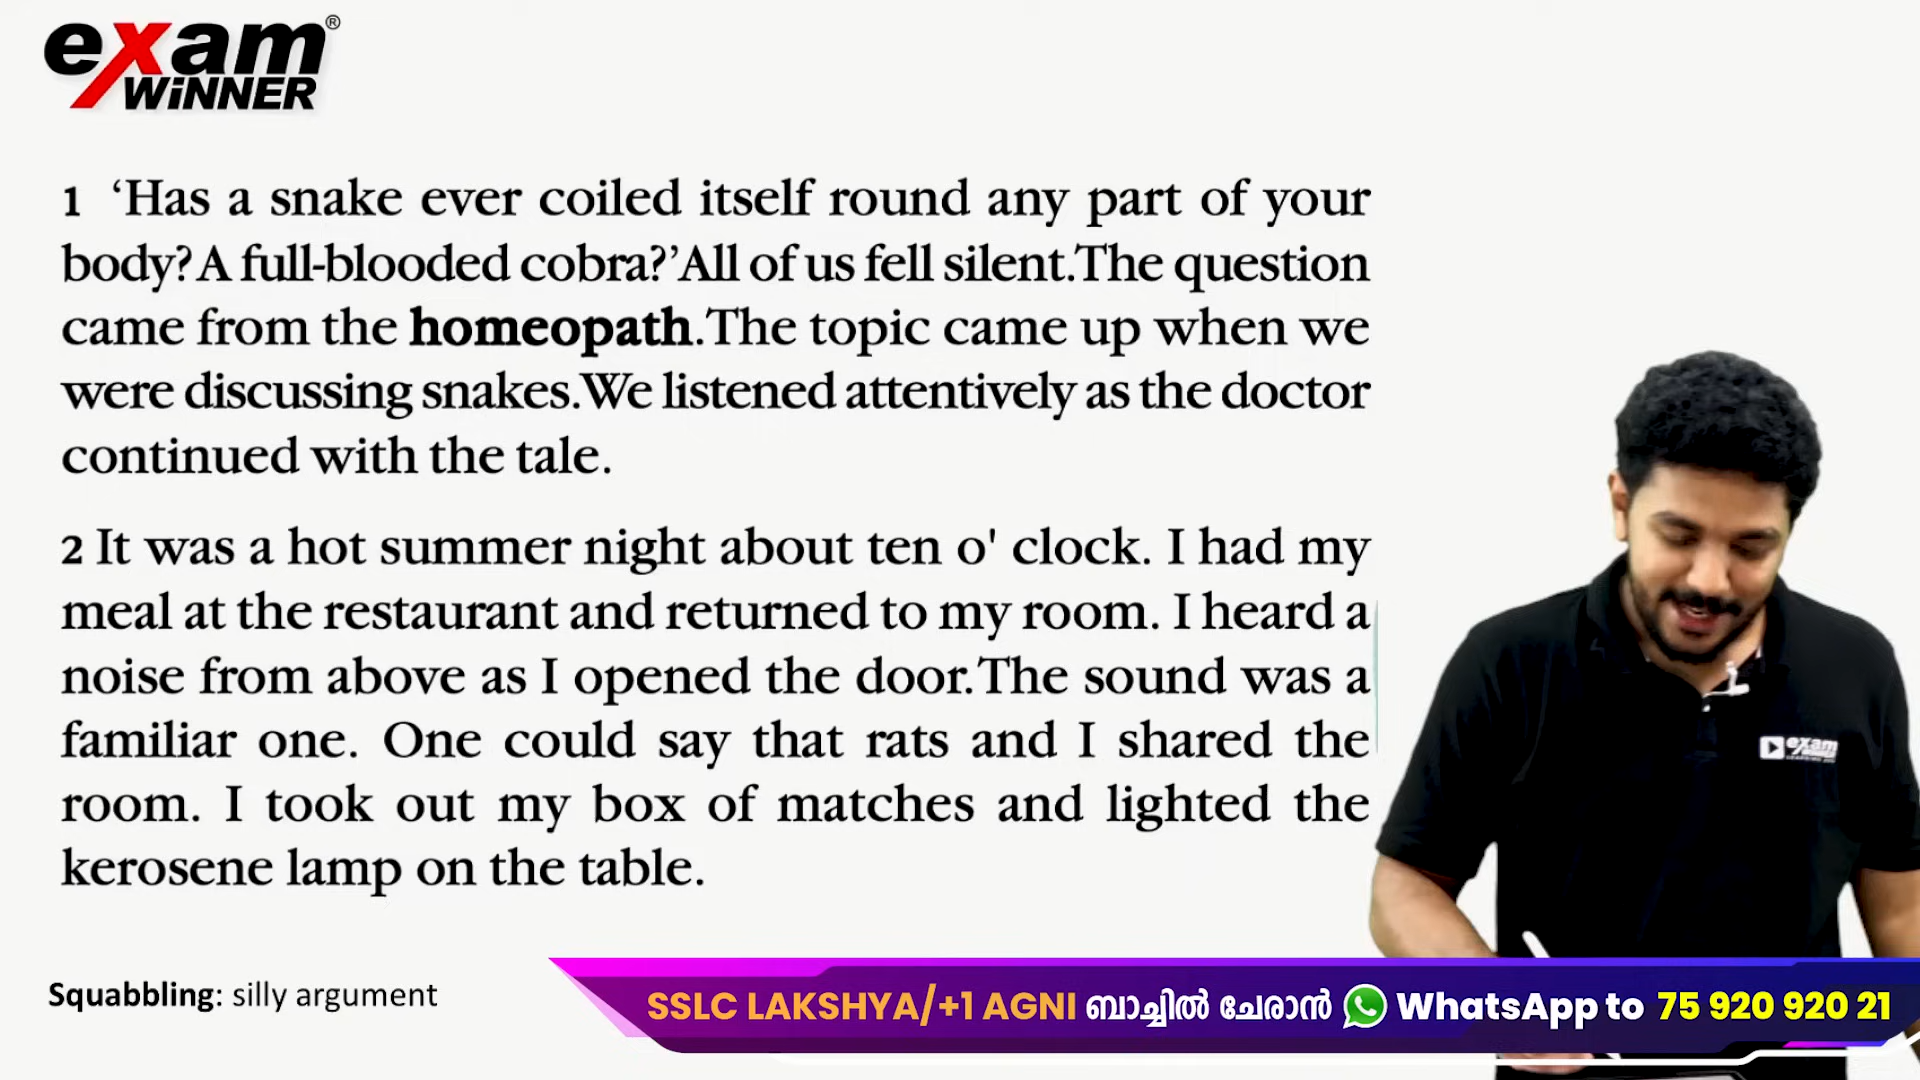 exam®
WiNNER
1 ‘Has a snake ever coiled itself round any part of your
body? A full-blooded cobra?’All of us fell silent.The question
came from the homeopath.The topic came up when we
were discussing snakes.We listened attentively as the doctor
continued with the tale.
2 It was a hot summer night about ten o' clock. I had my
meal at the restaurant and returned to my room. I heard a
noise from above as I opened the door.The sound was a
familiar one. One could say that rats and I shared the
room. I took out my box of matches and lighted the
kerosene lamp on the table.
exam
Squabbling: silly argument
SSLC LAKSHYA/+1 AGNI ബാച്ചിൽ ചേരാൻ WhatsApp to 75 920 920 21